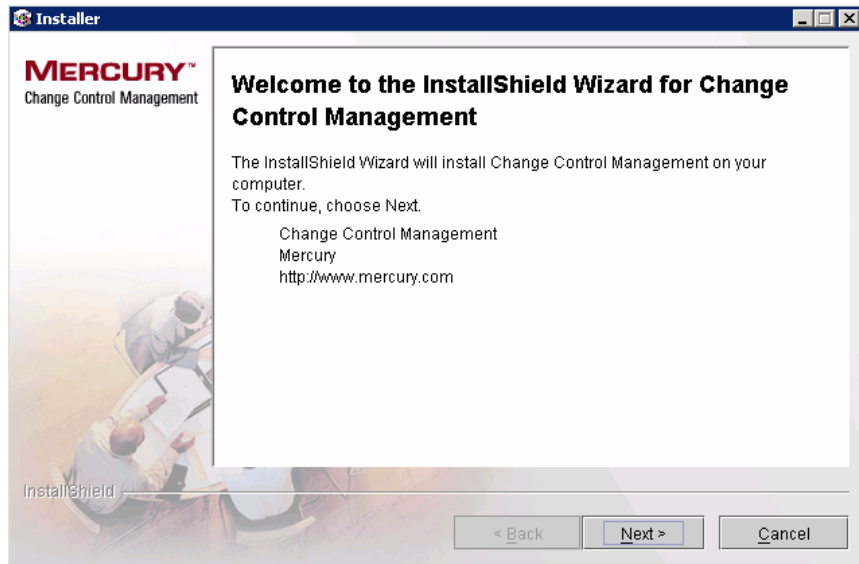 Installer
MERCURY™
Change Control Management
Welcome to the InstallShield Wizard for Change
Control Management
The InstallShield Wizard will install Change Control Management on your
computer.
To continue, choose Next.
Change Control Management
Mercury
http://www.mercury.com
InstallShield
< Back
Next >
Cancel